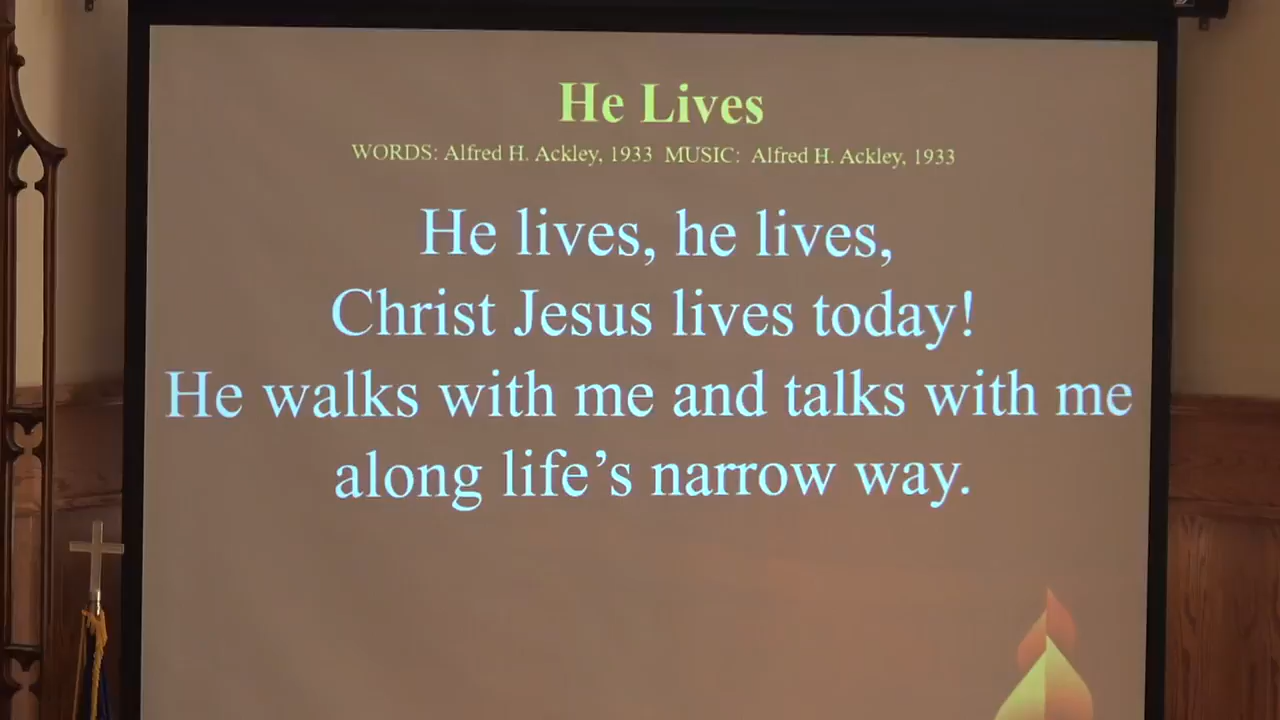 He Lives
WORDS: Alfred H. Ackley, 1933 MUSIC: Alfred H. Ackley, 1933
He lives, he lives,
Christ Jesus lives today!
He walks with me and talks with me
along life’s narrow way.